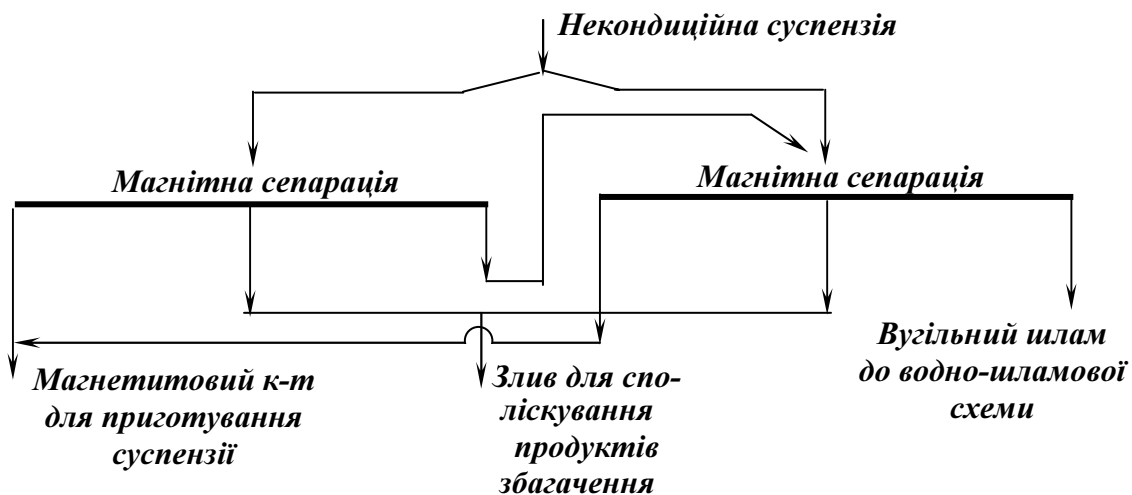 Некондиційна суспензія
Магнітна сепарація
Магнітна сепарація
Магнетитовий к-т
для приготування
суспензії
Злив для спо-
ліскування
продуктів
збагачення
Вугільний шлам
до водно-шламової
схеми